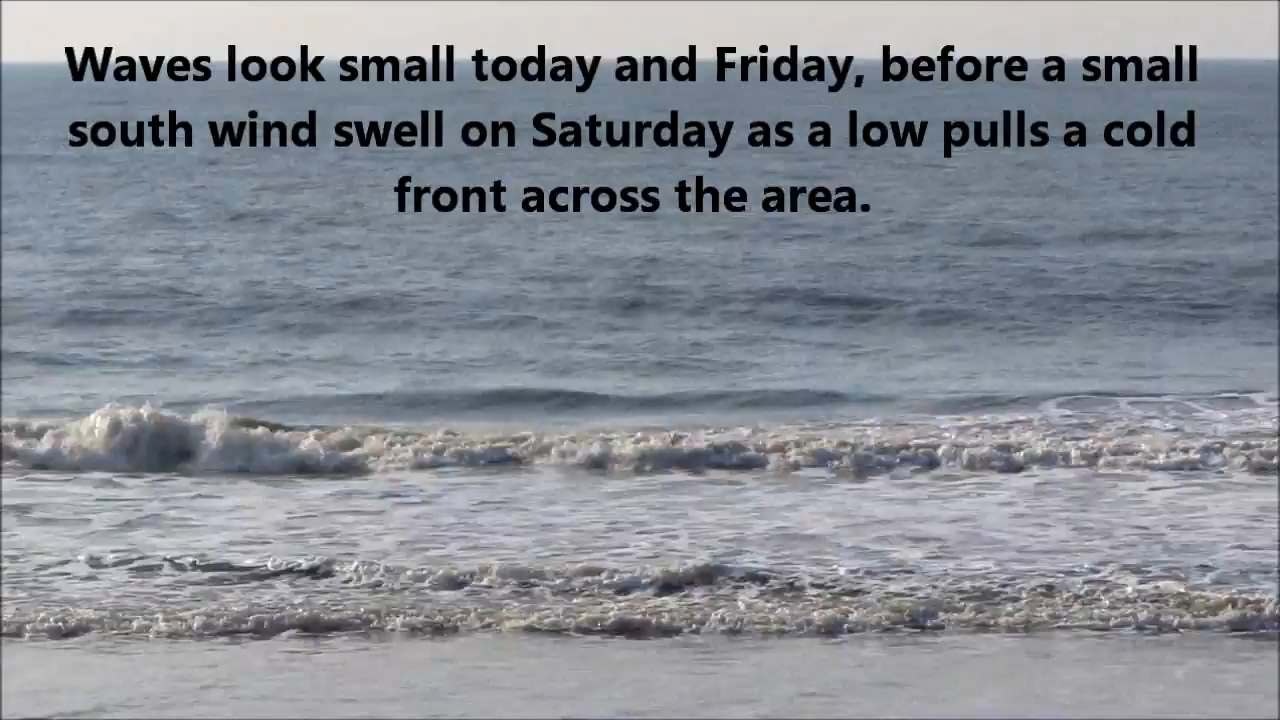 Waves look small today and Friday, before a small
south wind swell on Saturday as a low pulls a cold
front across the area.